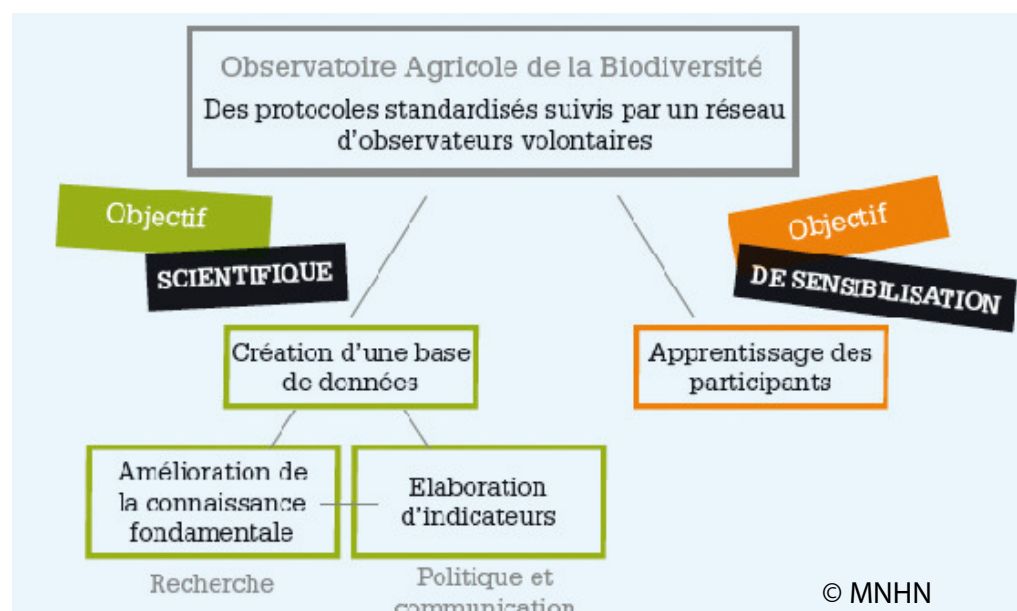 Observatoire Agricole de la Biodiversité
Des protocoles standardisés suivis par un réseau
d'observateurs volontaires
Objectif
SCIENTIFIQUE
Objectif
DE SENSIBILISATION
Création d'une base
de données
Apprentissage des
participants
Amélioration de
la connaissance
fondamentale
Elaboration
d'indicateurs
Recherche
Politique et
communication
© MNHN